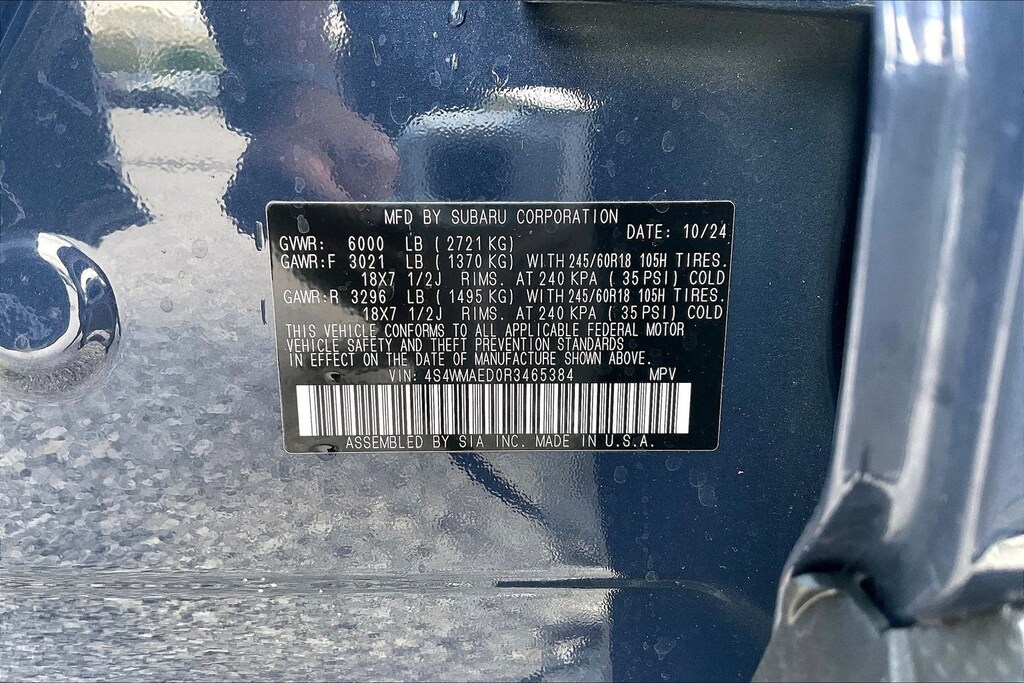 MFD BY SUBARU CORPORATION
DATE: 10/24
GVWR: 6000 LB (2721 KG)
GAWR:F 3021 LB (1370 KG) WITH 245/60R18 105H TIRES.
18X7 1/2J RIMS. AT 240 KPA (35 PSI) COLD
GAWR:R 3296 LB (1495 KG) WITH 245/60R18 105H TIRES.
18X7 1/2J RIMS. AT 240 KPA (35 PSI) COLD
THIS VEHICLE CONFORMS TO ALL APPLICABLE FEDERAL MOTOR
VEHICLE SAFETY AND THEFT PREVENTION STANDARDS
IN EFFECT ON THE DATE OF MANUFACTURE SHOWN ABOVE.
VIN: 4S4WMAED0R3465384 MPV
ASSEMBLED BY SIA INC. MADE IN U.S.A.